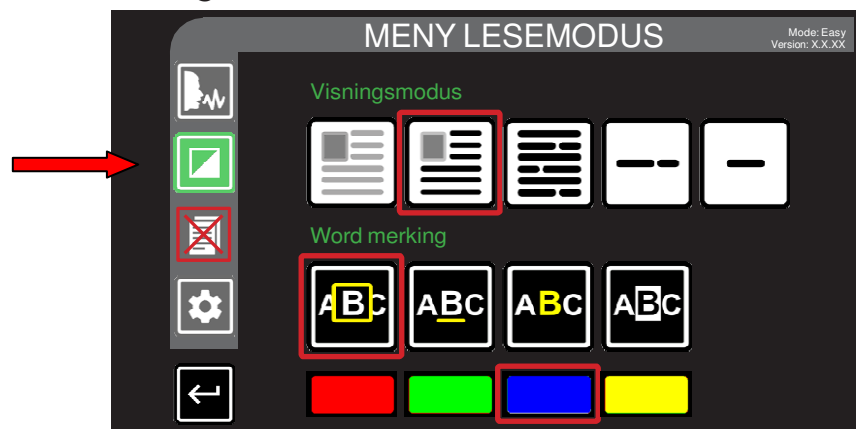 MENY LESEMODUS
Mode: Easy
Version: X.X.XX
Visningsmodus
Word merking
ABC ABC ABC ABC